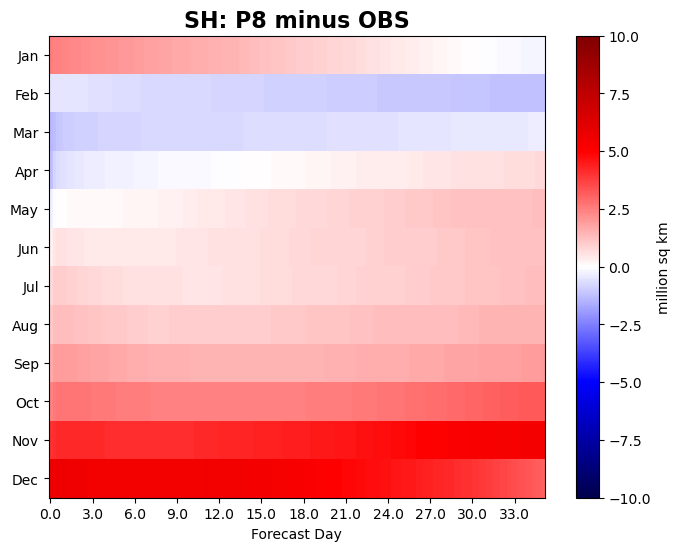 SH: P8 minus OBS
Jan
Feb
Mar
Apr
May
Jun
Jul
Aug
Sep
Oct
Nov
Dec
0.0 3.0 6.0 9.0 12.0 15.0 18.0 21.0 24.0 27.0 30.0 33.0
Forecast Day
10.0
7.5
5.0
2.5
0.0
−2.5
−5.0
−7.5
−10.0
million sq km